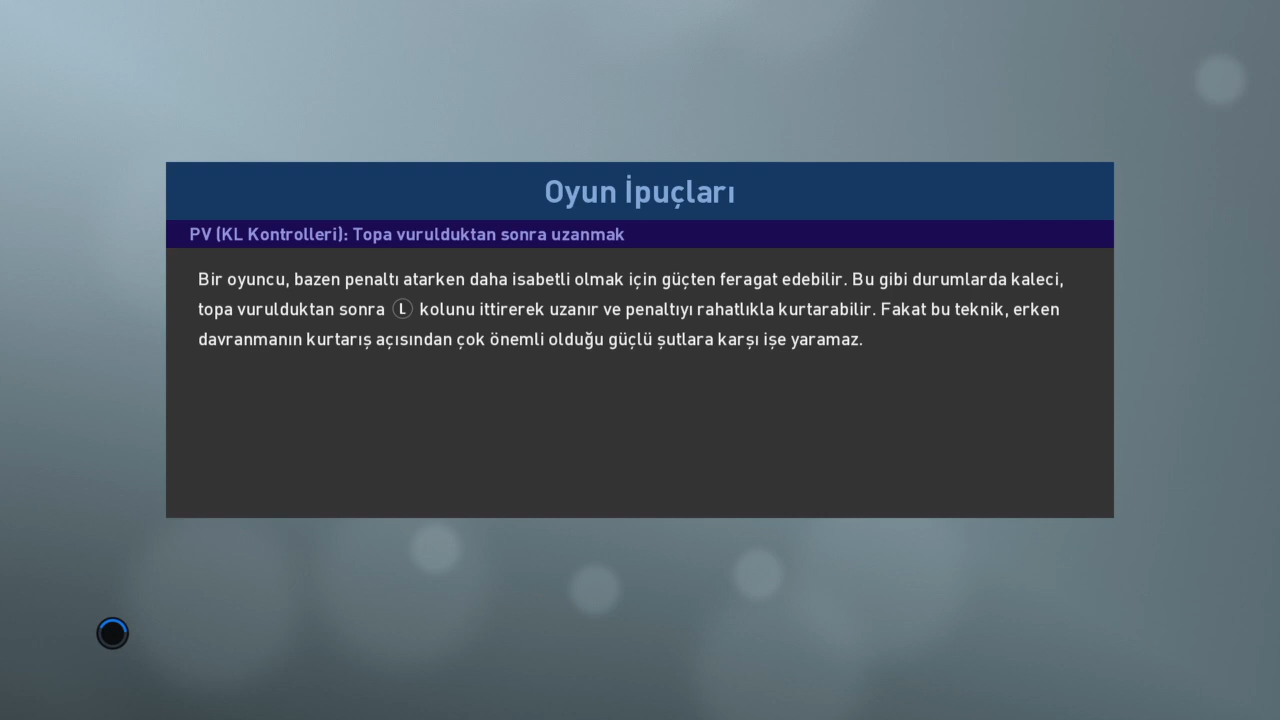 Oyun İpuçları
PV (KL Kontrolleri): Topa vurulduktan sonra uzanmak
Bir oyuncu, bazen penaltı atarken daha isabetli olmak için güçten feragat edebilir. Bu gibi durumlarda kaleci,
topa vurulduktan sonra L kolunu ittirerek uzanır ve penaltıyı rahatlıkla kurtarabilir. Fakat bu teknik, erken
davranmanın kurtarış açısından çok önemli olduğu güçlü şutlara karşı işe yaramaz.